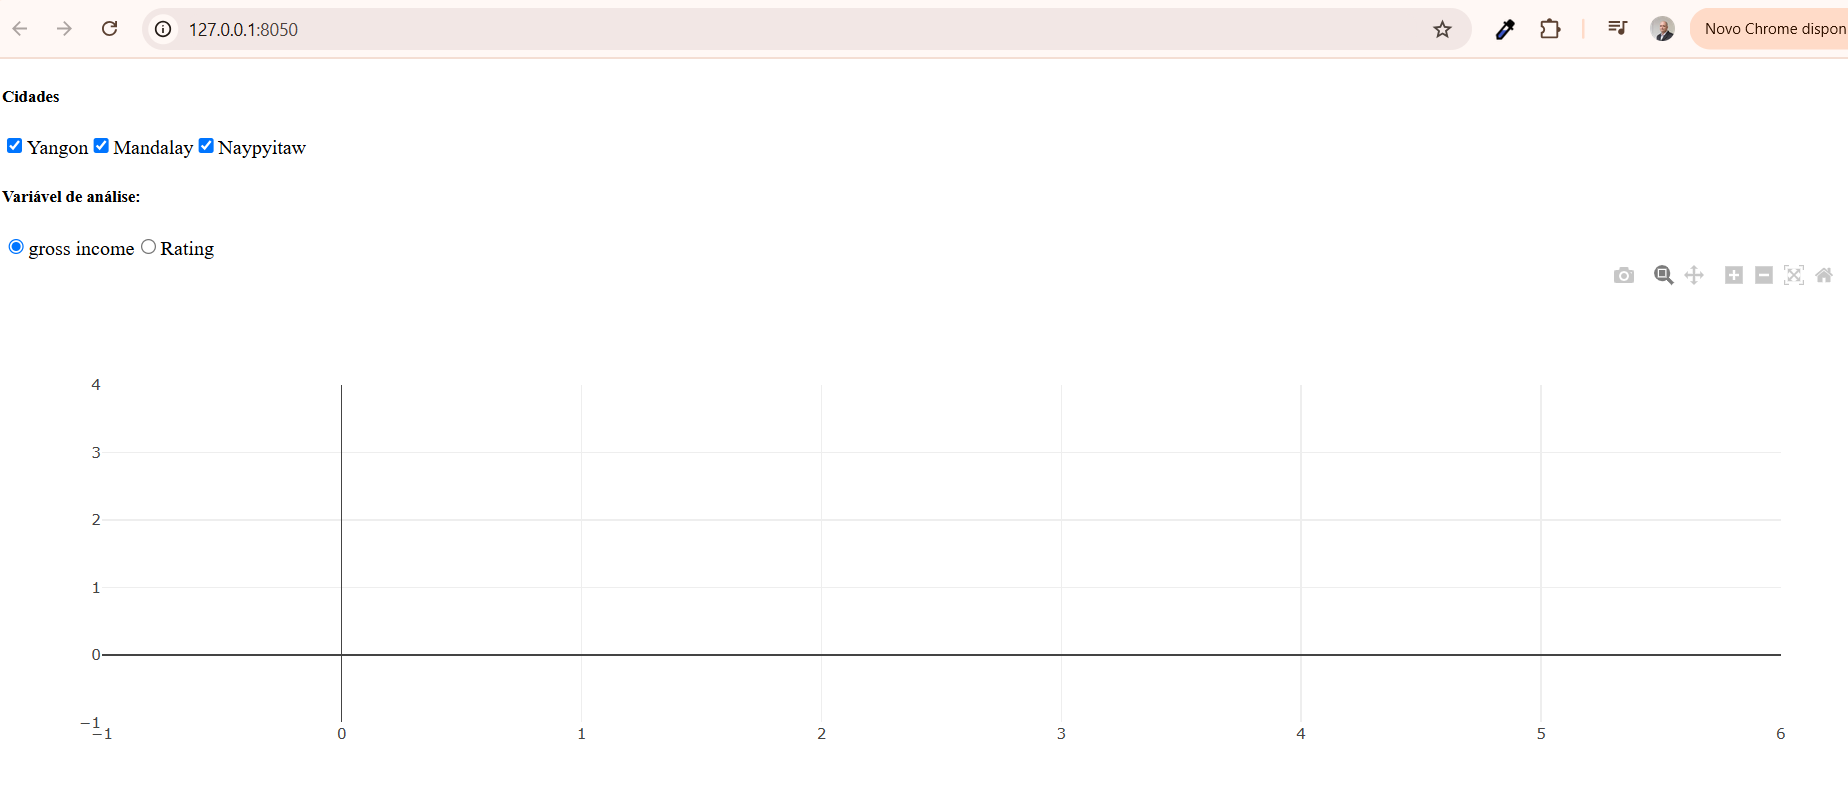 127.0.0.1:8050
Novo Chrome dispon
Cidades
Yangon Mandalay Naypyitaw
Variável de análise:
gross income Rating
4
3
2
1
0
−1
−1 0 1 2 3 4 5 6